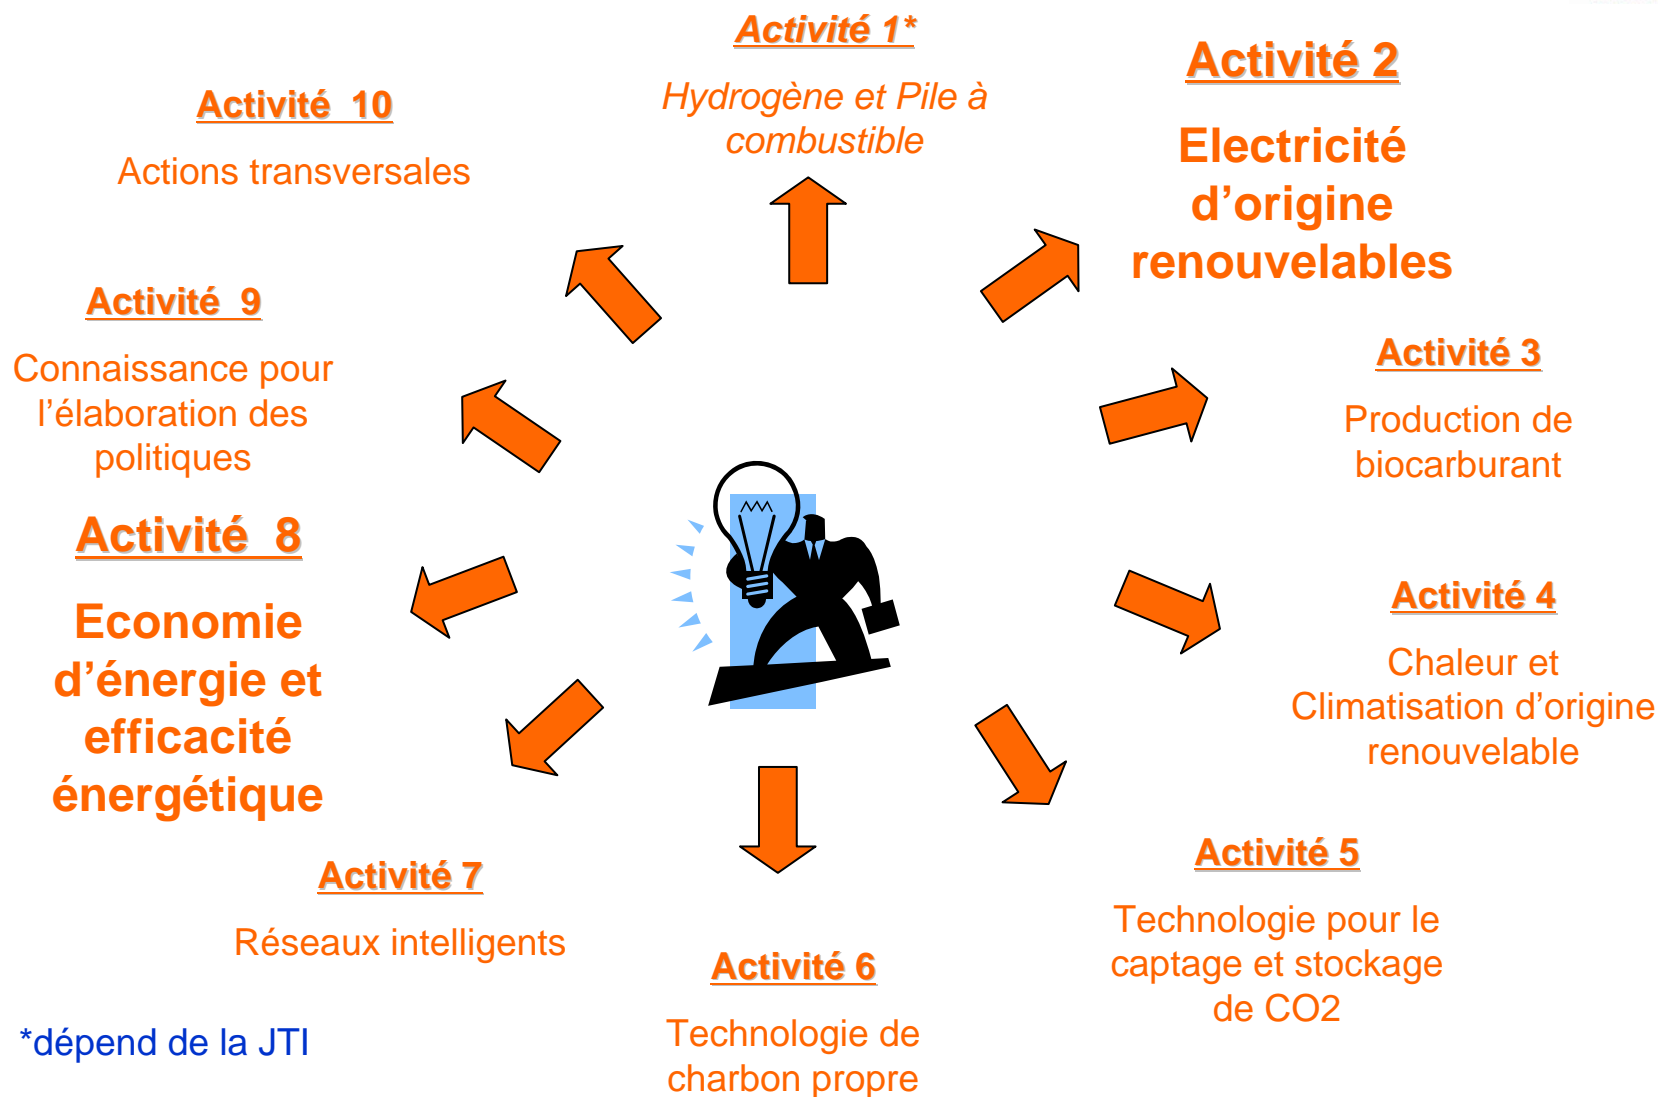 Activité 1*
Hydrogène et Pile à
combustible
Activité 2
Electricité
d’origine
renouvelables
Activité 3
Production de
biocarburant
Activité 4
Chaleur et
Climatisation d’origine
renouvelable
Activité 5
Technologie pour le
captage et stockage
de CO2
Activité 6
Technologie de
charbon propre
Activité 7
Réseaux intelligents
Activité 8
Economie
d’énergie et
efficacité
énergétique
Activité 9
Connaissance pour
l’élaboration des
politiques
Activité 10
Actions transversales
*dépend de la JTI